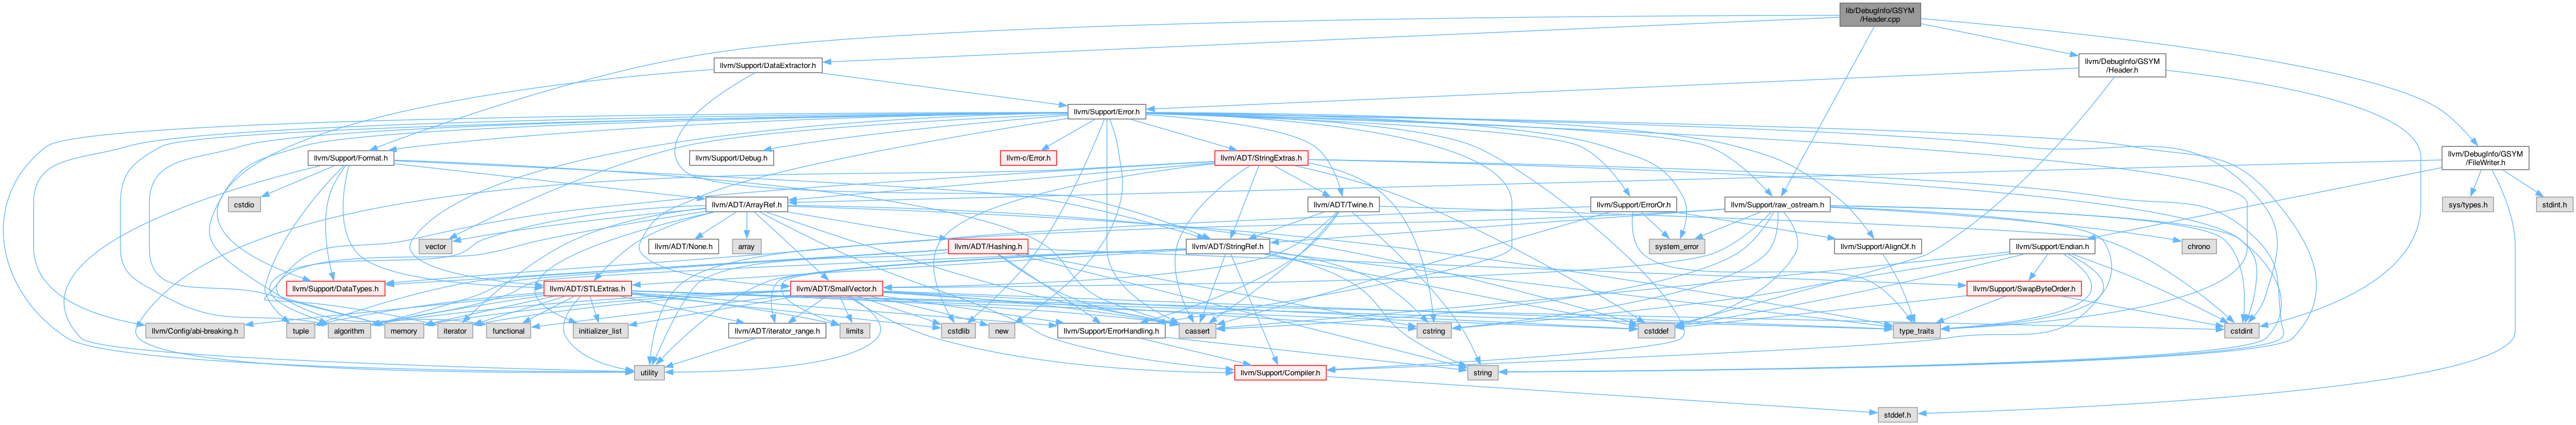 lib/DebugInfo/GSYM
/Header.cpp
llvm/Support/DataExtractor.h
llvm/DebugInfo/GSYM
/Header.h
llvm/Support/Error.h
llvm/Support/Format.h
llvm/Support/Debug.h
llvm-c/Error.h
llvm/ADT/StringExtras.h
llvm/DebugInfo/GSYM
/FileWriter.h
cstdio
llvm/ADT/ArrayRef.h
llvm/ADT/Twine.h
llvm/Support/ErrorOr.h
llvm/Support/raw_ostream.h
sys/types.h
stdint.h
vector
llvm/ADT/None.h
array
llvm/ADT/Hashing.h
llvm/ADT/StringRef.h
system_error
llvm/Support/AlignOf.h
llvm/Support/Endian.h
chrono
llvm/Support/DataTypes.h
llvm/ADT/STLExtras.h
llvm/ADT/SmallVector.h
llvm/Support/SwapByteOrder.h
llvm/Config/abi-breaking.h
tuple
algorithm
memory
iterator
functional
initializer_list
llvm/ADT/iterator_range.h
limits
cstdlib
new
llvm/Support/ErrorHandling.h
cassert
cstring
cstddef
type_traits
cstdint
utility
llvm/Support/Compiler.h
string
stddef.h